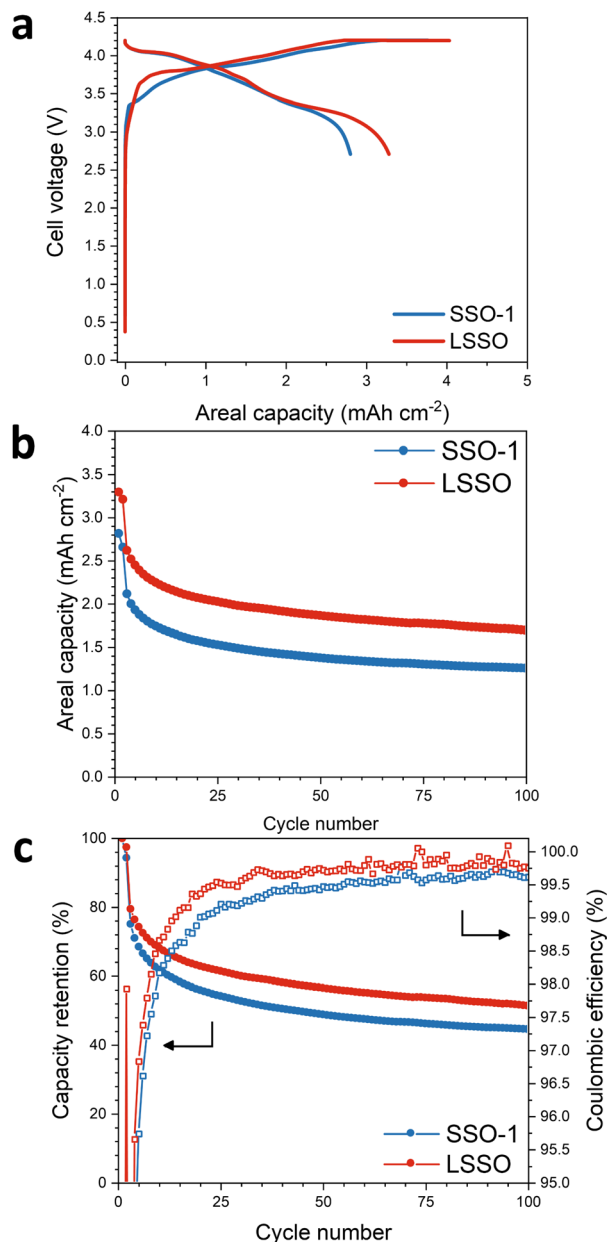 a
4.5
4.0
3.5
3.0
2.5
2.0
1.5
1.0
0.5
0.0
Cell voltage (V)
SSO-1
LSSO
0 1 2 3 4 5
Areal capacity (mAh cm-2)
b
4.0
3.5
3.0
2.5
2.0
1.5
1.0
0.5
0.0
Areal capacity (mAh cm-2)
SSO-1
LSSO
0 25 50 75 100
Cycle number
c
100
80
60
40
20
0
Capacity retention (%)
100.0
99.5
99.0
98.5
98.0
97.5
97.0
96.5
96.0
95.5
95.0
Coulombic efficiency (%)
SSO-1
LSSO
0 25 50 75 100
Cycle number